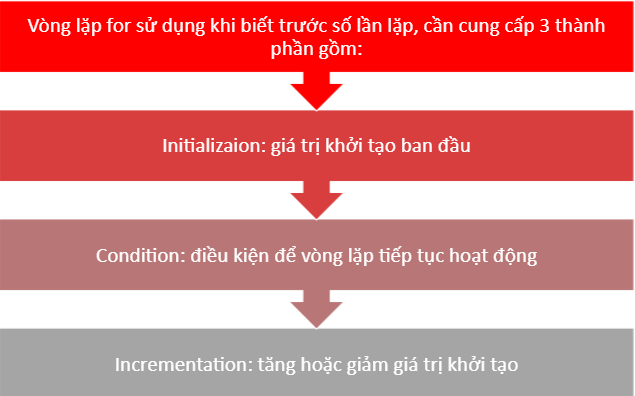 Vòng lặp for sử dụng khi biết trước số lần lặp, cần cung cấp 3 thành
phần gồm:
Initializaion: giá trị khởi tạo ban đầu
Condition: điều kiện để vòng lặp tiếp tục hoạt động
Incrementation: tăng hoặc giảm giá trị khởi tạo